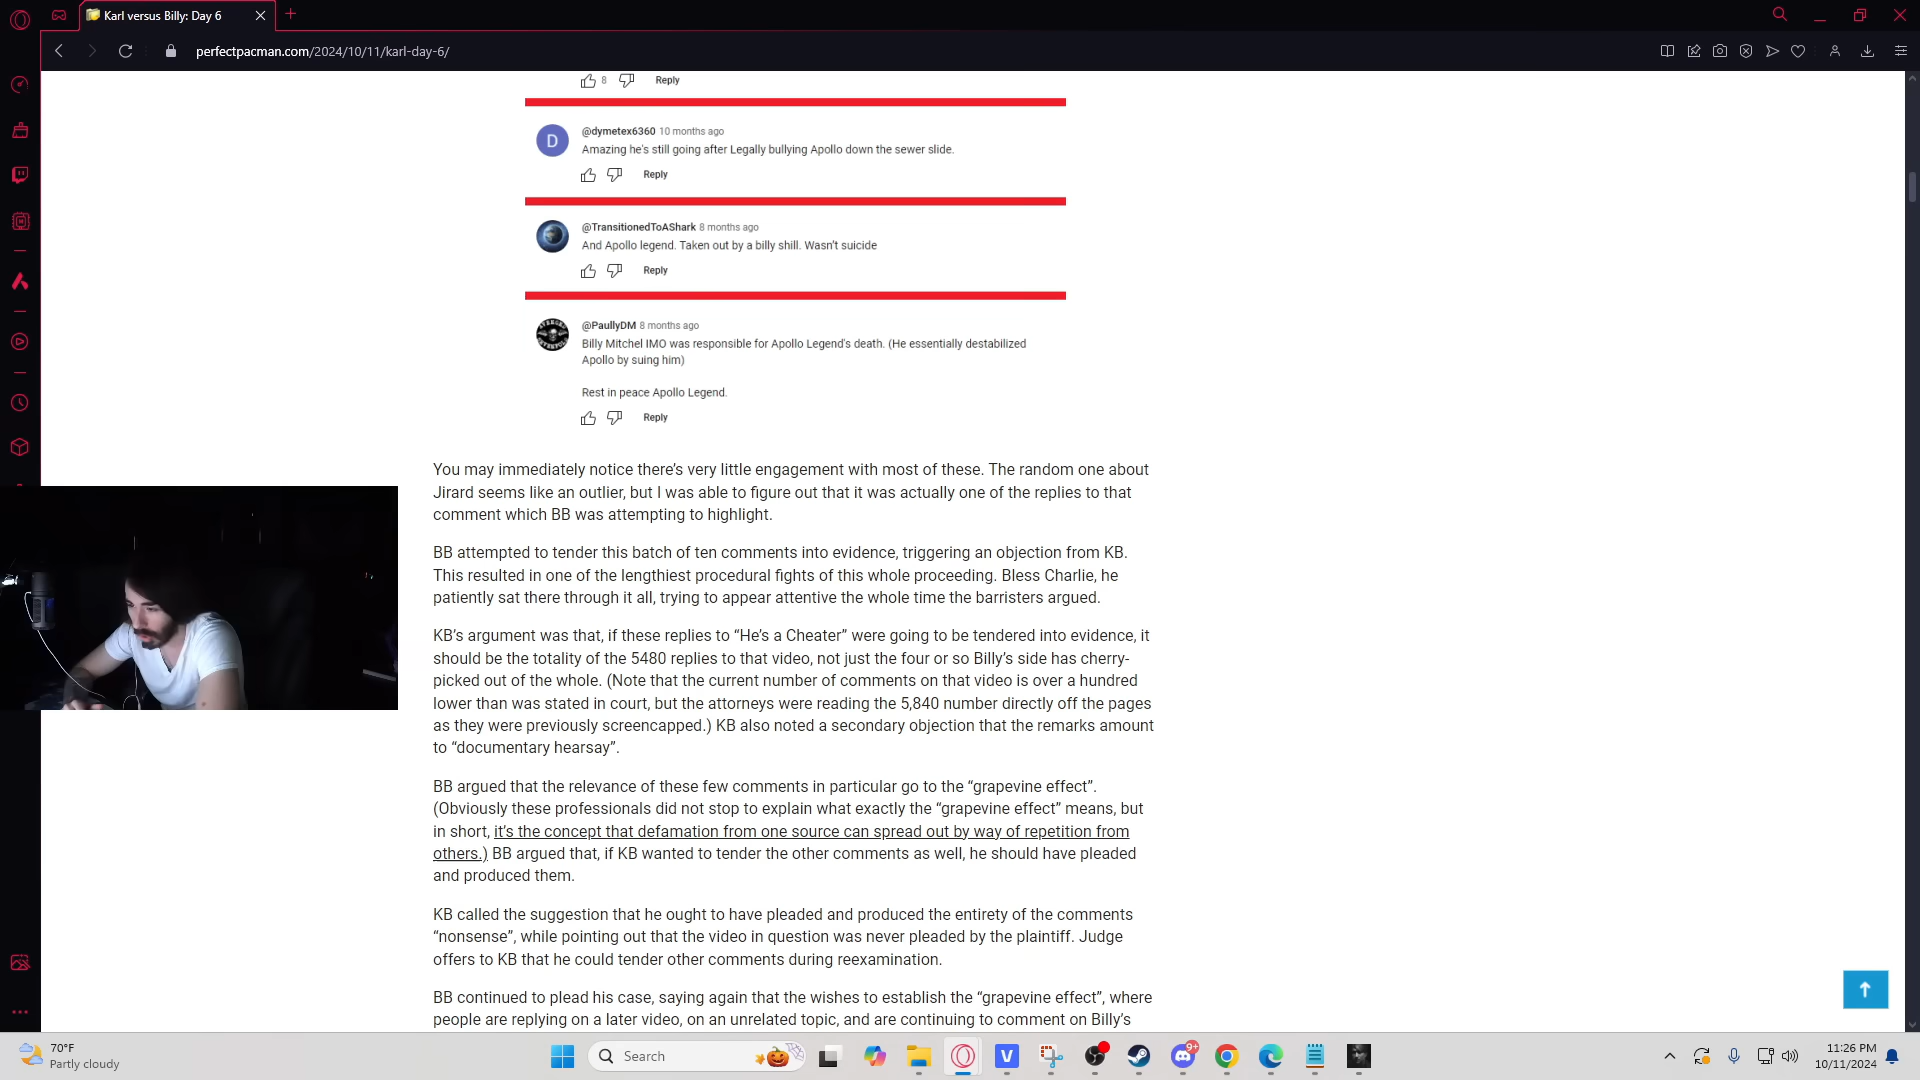 Karl versus Billy: Day 6
perfectpacman.com/2024/10/11/karl-day-6/
8 Reply
D
@dymetex6360 10 months ago
Amazing he's still going after Legally bullying Apollo down the sewer slide.
Reply
@TransitionedToAShark 8 months ago
And Apollo legend. Taken out by a billy shill. Wasn't suicide
Reply
@PaullyDM 8 months ago
Billy Mitchel IMO was responsible for Apollo Legend's death. (He essentially destabilized
Apollo by suing him)
Rest in peace Apollo Legend.
Reply
You may immediately notice there's very little engagement with most of these. The random one about
Jirard seems like an outlier, but I was able to figure out that it was actually one of the replies to that
comment which BB was attempting to highlight.
BB attempted to tender this batch of ten comments into evidence, triggering an objection from KB.
This resulted in one of the lengthiest procedural fights of this whole proceeding. Bless Charlie, he
patiently sat there through it all, trying to appear attentive the whole time the barristers argued.
KB's argument was that, if these replies to “He's a Cheater” were going to be tendered into evidence, it
should be the totality of the 5480 replies to that video, not just the four or so Billy's side has cherry-
picked out of the whole. (Note that the current number of comments on that video is over a hundred
lower than was stated in court, but the attorneys were reading the 5,840 number directly off the pages
as they were previously screencapped.) KB also noted a secondary objection that the remarks amount
to “documentary hearsay”.
BB argued that the relevance of these few comments in particular go to the “grapevine effect”.
(Obviously these professionals did not stop to explain what exactly the “grapevine effect” means, but
in short, it's the concept that defamation from one source can spread out by way of repetition from
others.) BB argued that, if KB wanted to tender the other comments as well, he should have pleaded
and produced them.
KB called the suggestion that he ought to have pleaded and produced the entirety of the comments
“nonsense”, while pointing out that the video in question was never pleaded by the plaintiff. Judge
offers to KB that he could tender other comments during reexamination.
BB continued to plead his case, saying again that the wishes to establish the “grapevine effect”, where
people are replying on a later video, on an unrelated topic, and are continuing to comment on Billy's
70°F
Partly cloudy
Search
V
9+
11:26 PM
10/11/2024